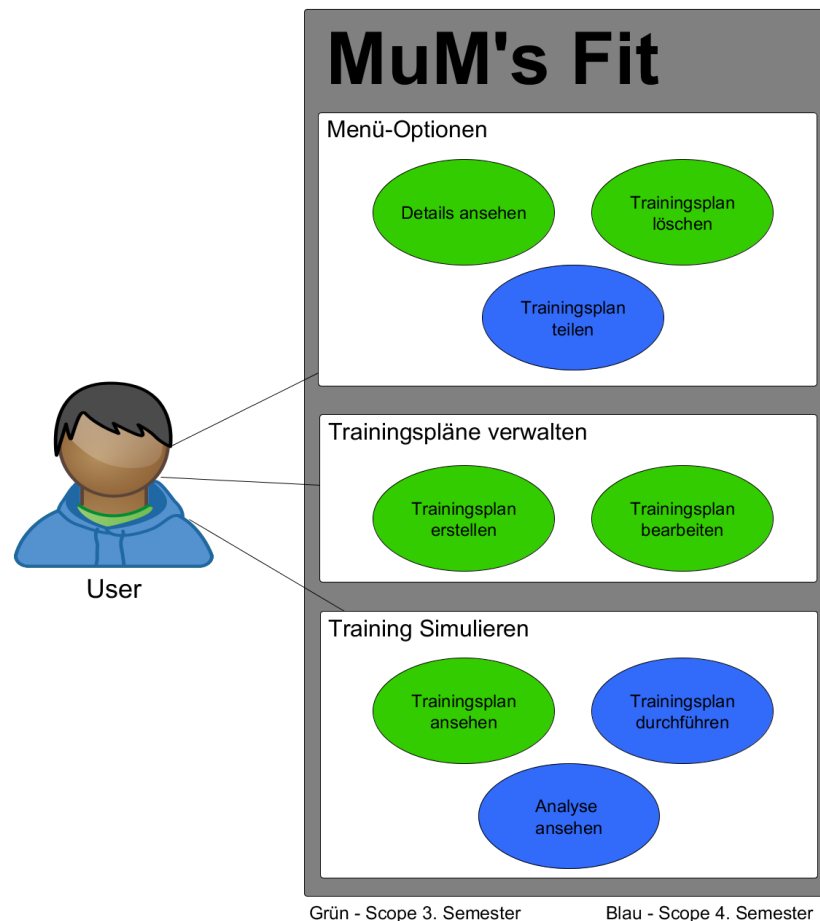 MuM's Fit
Menü-Optionen
Details ansehen
Trainingsplan
löschen
Trainingsplan
teilen
Trainingspläne verwalten
Trainingsplan
erstellen
Trainingsplan
bearbeiten
User
Training Simulieren
Trainingsplan
ansehen
Trainingsplan
durchführen
Analyse
ansehen
Grün - Scope 3. Semester
Blau - Scope 4. Semester